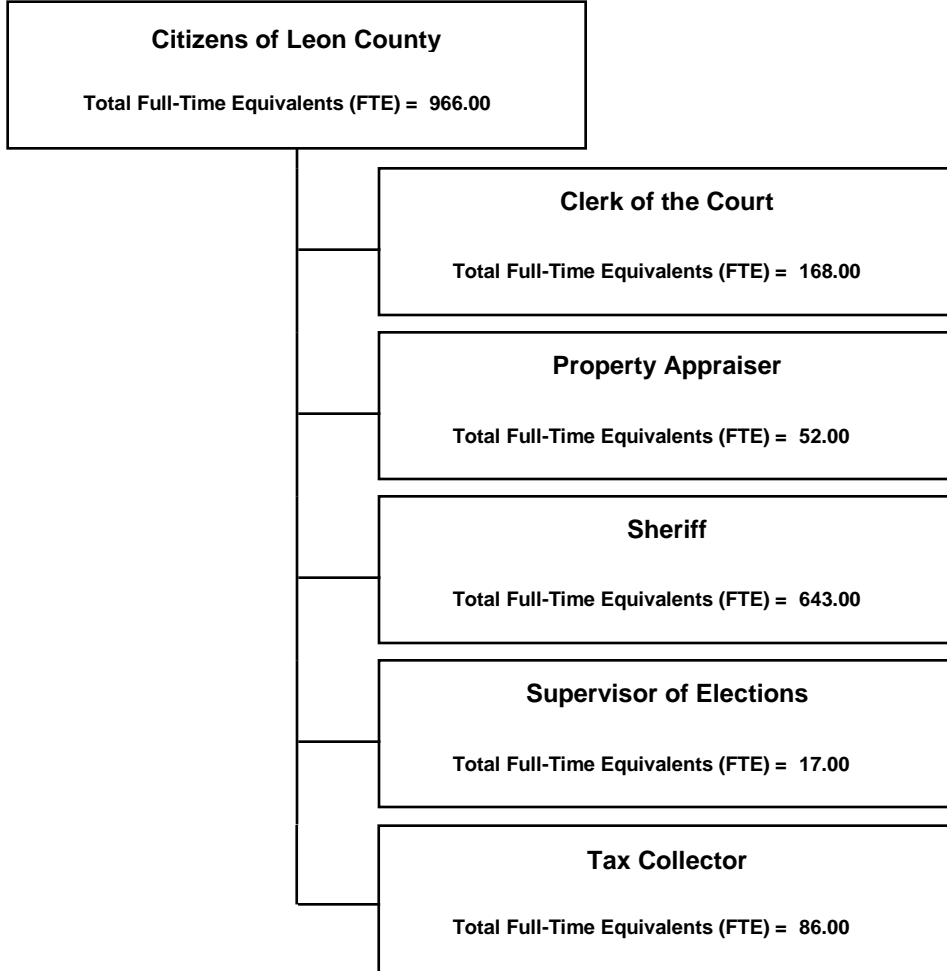 Citizens of Leon County
Total Full-Time Equivalents (FTE) = 966.00
Clerk of the Court
Total Full-Time Equivalents (FTE) = 168.00
Property Appraiser
Total Full-Time Equivalents (FTE) = 52.00
Sheriff
Total Full-Time Equivalents (FTE) = 643.00
Supervisor of Elections
Total Full-Time Equivalents (FTE) = 17.00
Tax Collector
Total Full-Time Equivalents (FTE) = 86.00